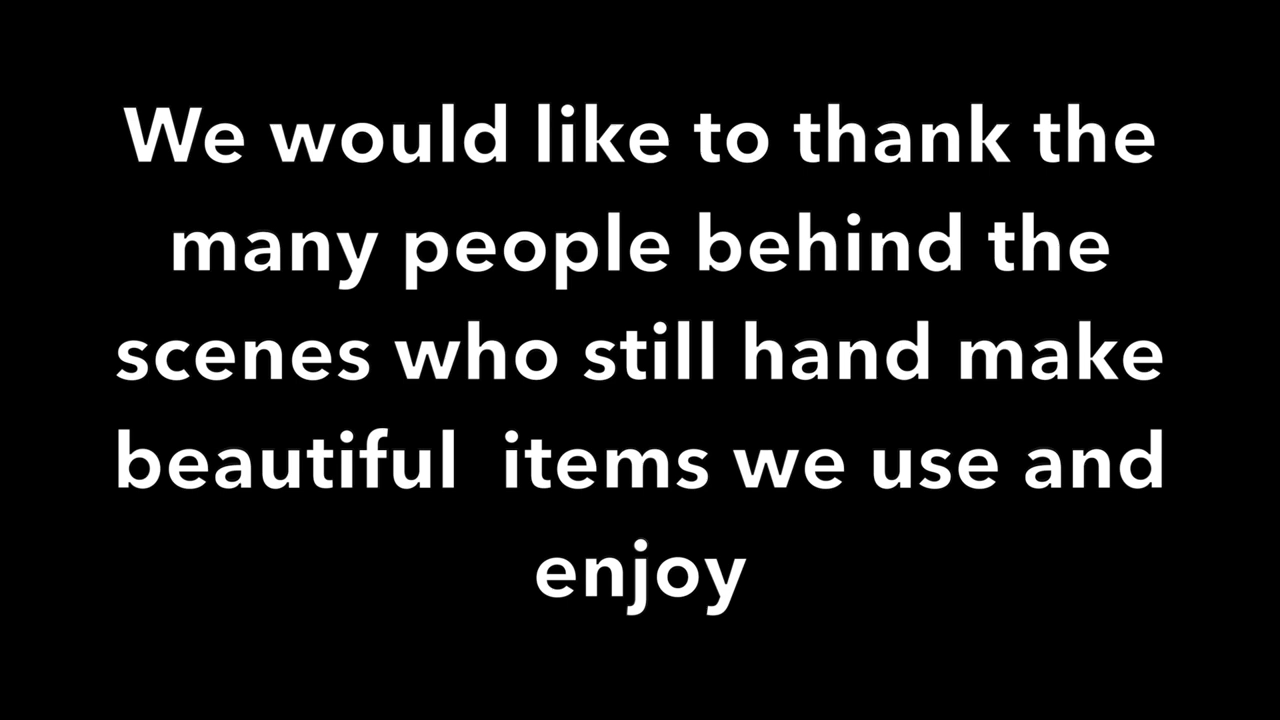 We would like to thank the
many people behind the
scenes who still hand make
beautiful  items we use and
enjoy